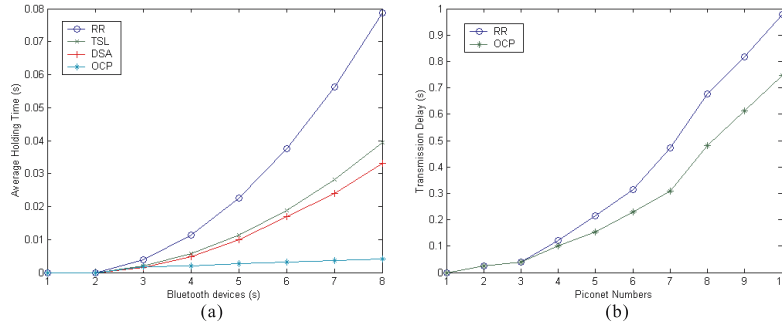 RR
TSL
DSA
OCP
Average Holding Time (s)
0.08
0.07
0.06
0.05
0.04
0.03
0.02
0.01
0
1 2 3 4 5 6 7 8
Bluetooth devices (s)
(a)
RR
OCP
Transmission Delay (s)
1
0.9
0.8
0.7
0.6
0.5
0.4
0.3
0.2
0.1
0
1 2 3 4 5 6 7 8 9 1
Piconet Numbers
(b)